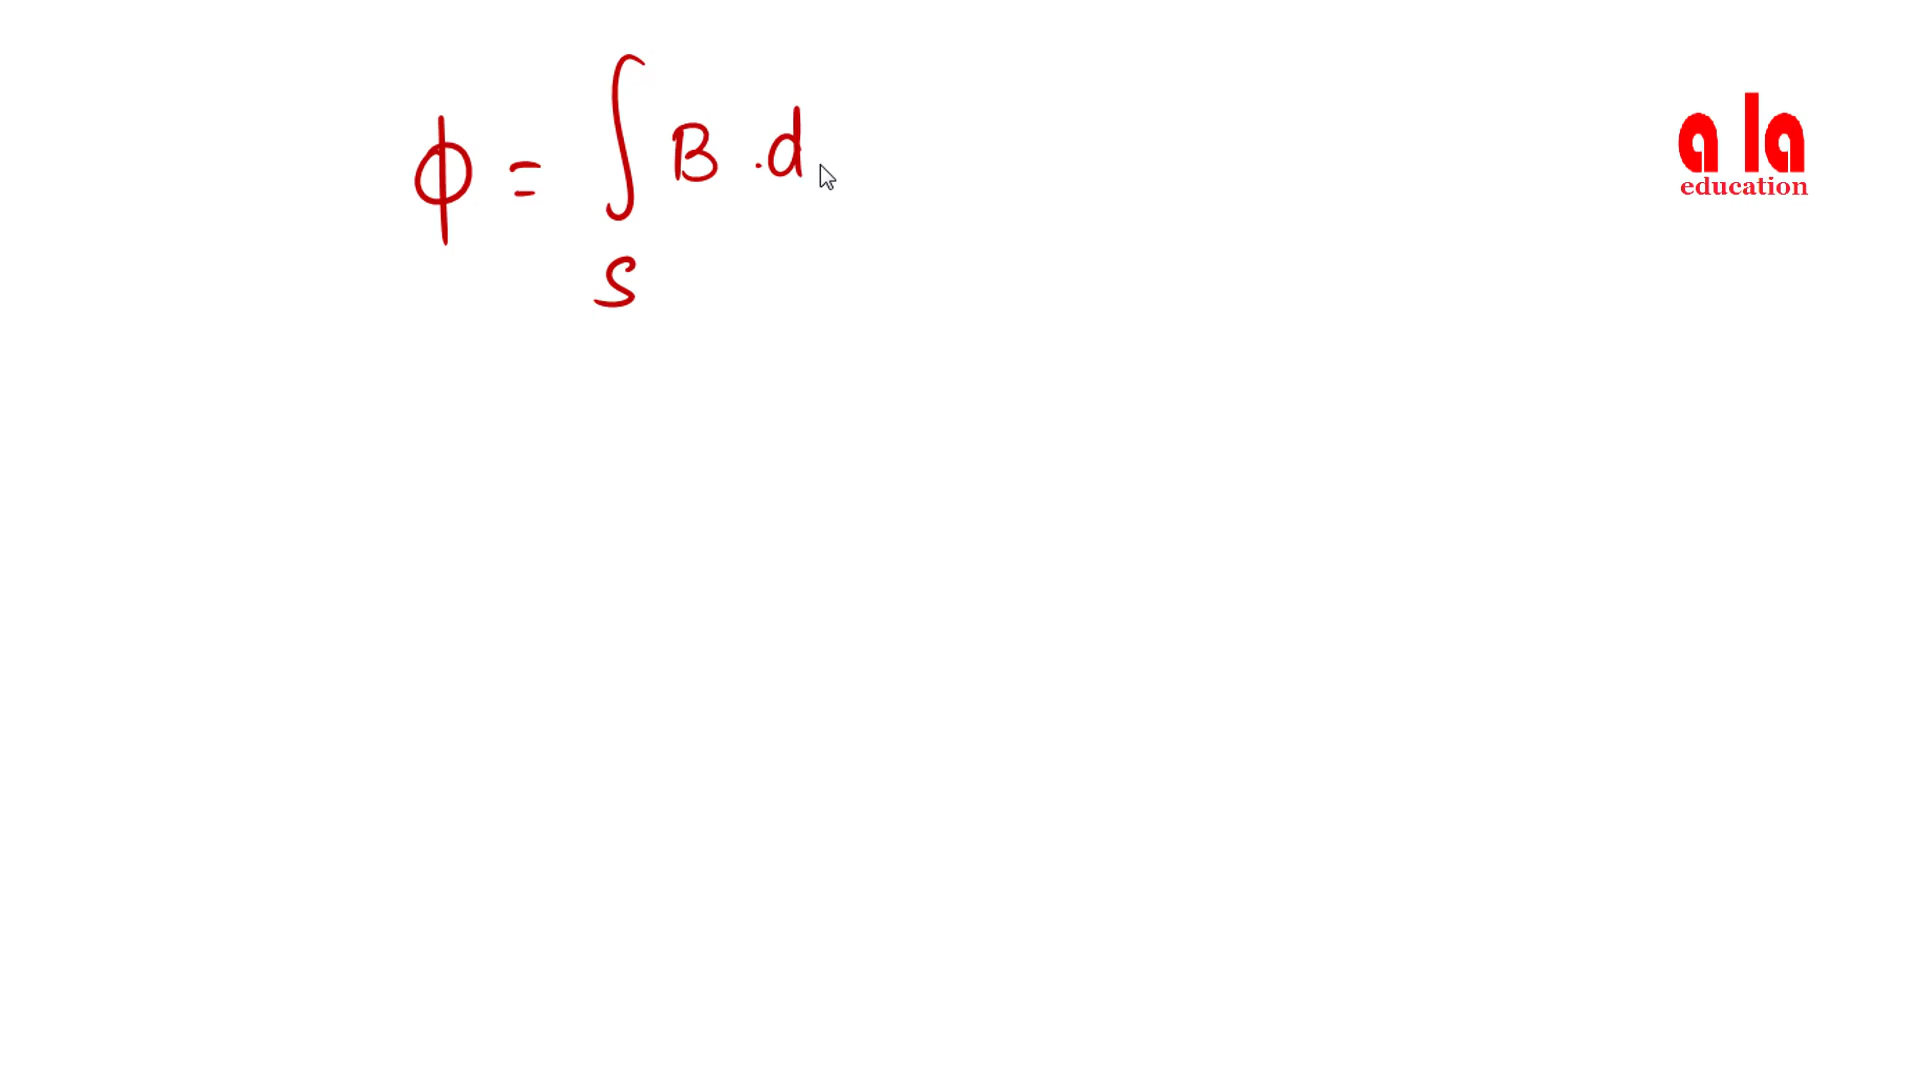 ϕ = ∫ B . d
S
a la
education